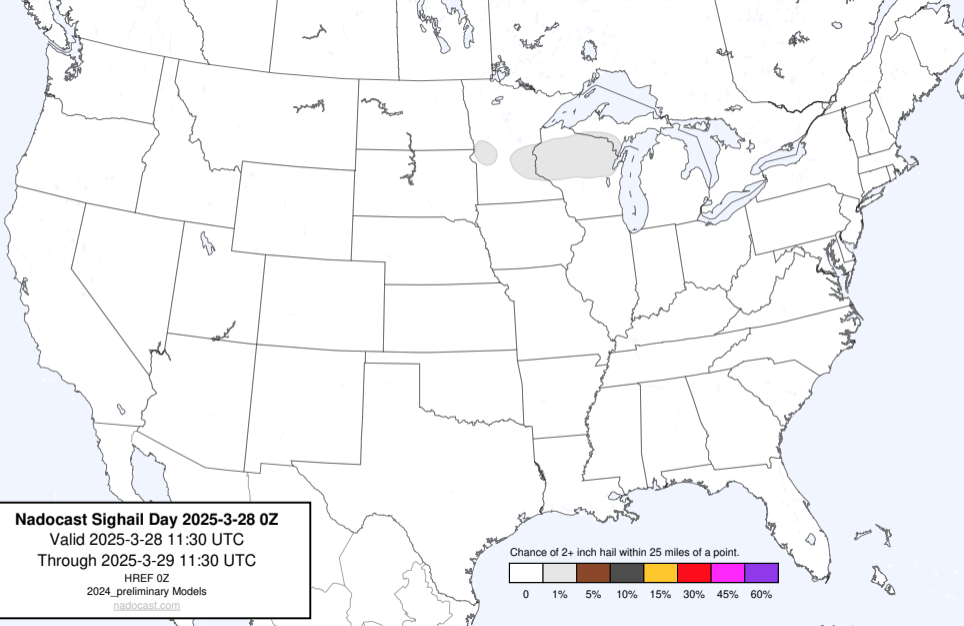 Nadocast Sighail Day 2025-3-28 0Z
Valid 2025-3-28 11:30 UTC
Through 2025-3-29 11:30 UTC
HREF 0Z
2024_preliminary Models
nadocast.com
Chance of 2+ inch hail within 25 miles of a point.
0 1% 5% 10% 15% 30% 45% 60%